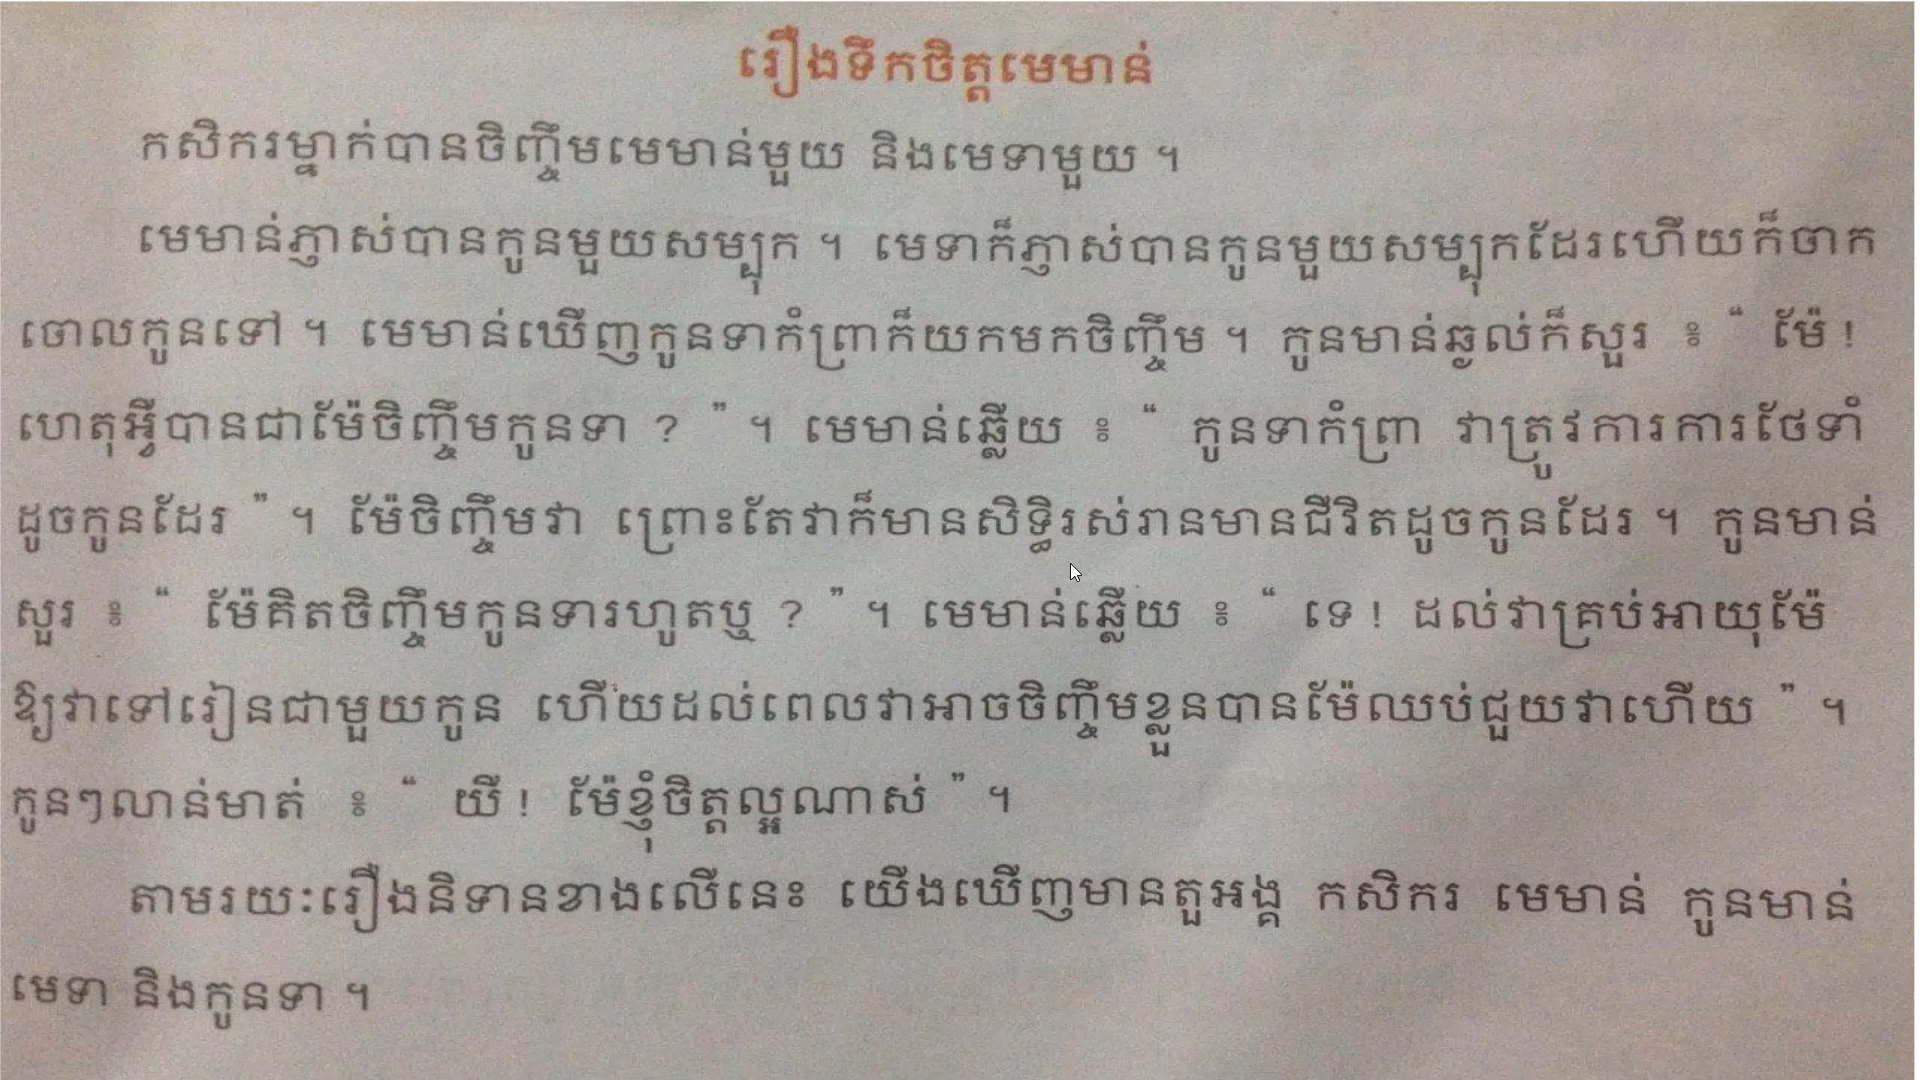 រឿងទឹកចិត្តមេមាន់
កសិករម្នាក់បានចិញ្ចឹមមេមាន់មួយ និងមេទាមួយ ។
មេមាន់ភ្ញាស់បានកូនមួយសម្បុក ។ មេទាក៏ភ្ញាស់បានកូនមួយសម្បុកដែរហើយក៏ចាក
ចោលកូនទៅ ។ មេមាន់ឃើញកូនទាកំព្រាក៏យកមកចិញ្ចឹម ។ កូនមាន់ឆ្ងល់ក៏សួរ ៖ “ ម៉ែ !
ហេតុអ្វីបានជាម៉ែចិញ្ចឹមកូនទា ? ” ។ មេមាន់ឆ្លើយ ៖ “ កូនទាកំព្រា វាត្រូវការការថែទាំ
ដូចកូនដែរ ” ។ ម៉ែចិញ្ចឹមវា ព្រោះតែវាក៏មានសិទ្ធិរស់រានមានជីវិតដូចកូនដែរ ។ កូនមាន់
សួរ ៖ “ ម៉ែគិតចិញ្ចឹមកូនទារហូតឬ ? ” ។ មេមាន់ឆ្លើយ ៖ “ ទេ ! ដល់វាគ្រប់អាយុម៉ែ
ឱ្យវាទៅរៀនជាមួយកូន ហើយដល់ពេលវាអាចចិញ្ចឹមខ្លួនបានម៉ែឈប់ជួយវាហើយ ” ។
កូនៗលាន់មាត់ ៖ “ យី ! ម៉ែខ្ញុំចិត្តល្អណាស់ ” ។
តាមរយៈរឿងនិទានខាងលើនេះ យើងឃើញមានតួអង្គ កសិករ មេមាន់ កូនមាន់
មេទា និងកូនទា ។